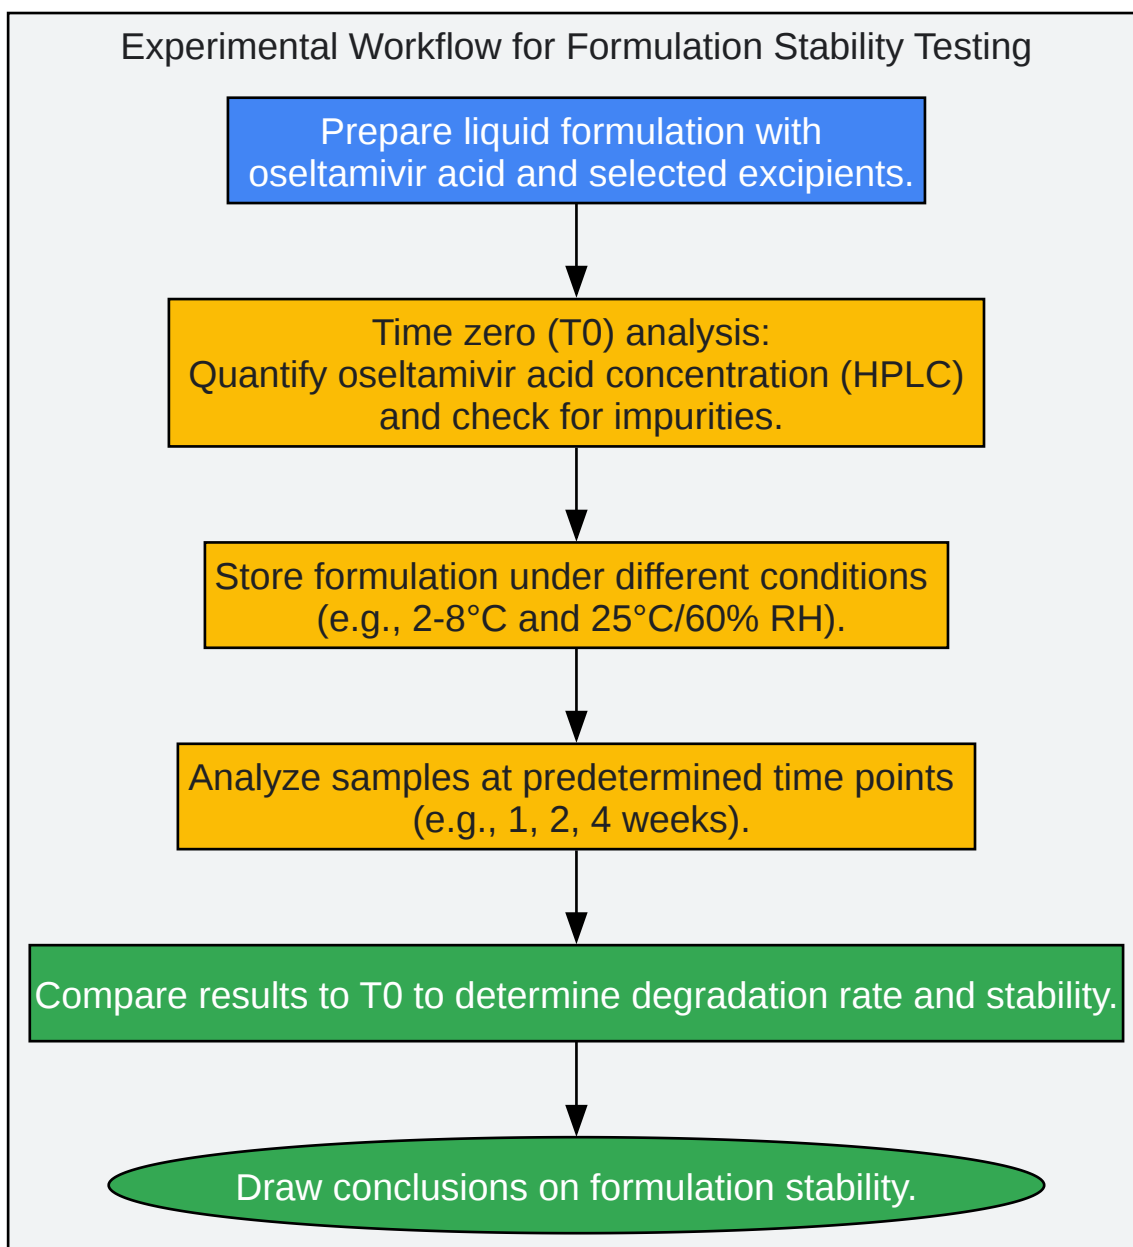 Experimental Workflow for Formulation Stability Testing
Prepare liquid formulation with
oseltamivir acid and selected excipients.
Time zero (T0) analysis:
Quantify oseltamivir acid concentration (HPLC)
and check for impurities.
Store formulation under different conditions
(e.g., 2-8°C and 25°C/60% RH).
Analyze samples at predetermined time points
(e.g., 1, 2, 4 weeks).
Compare results to T0 to determine degradation rate and stability.
Draw conclusions on formulation stability.